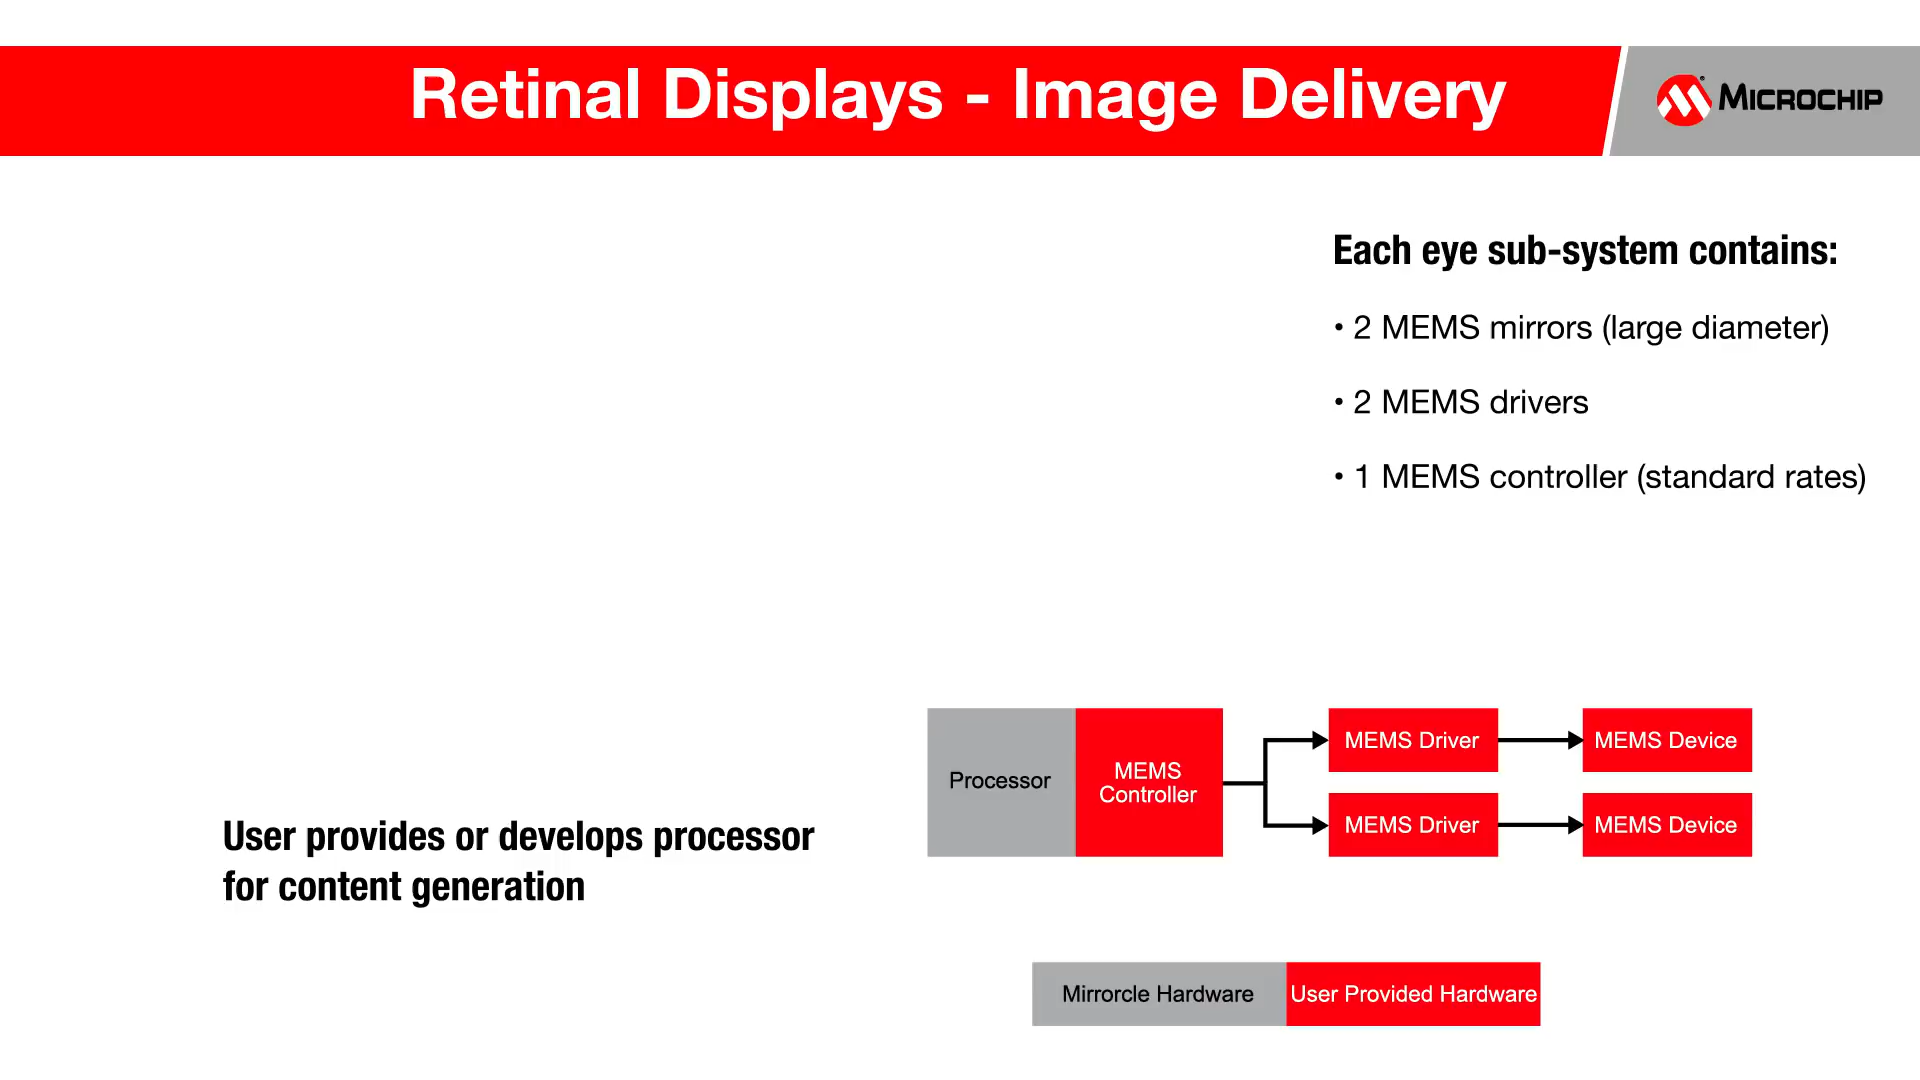 Retinal Displays - Image Delivery
MICROCHIP
Each eye sub-system contains:
• 2 MEMS mirrors (large diameter)
• 2 MEMS drivers
• 1 MEMS controller (standard rates)
User provides or develops processor
for content generation
Processor
MEMS
Controller
MEMS Driver
MEMS Device
MEMS Driver
MEMS Device
Mirrorcle Hardware
User Provided Hardware